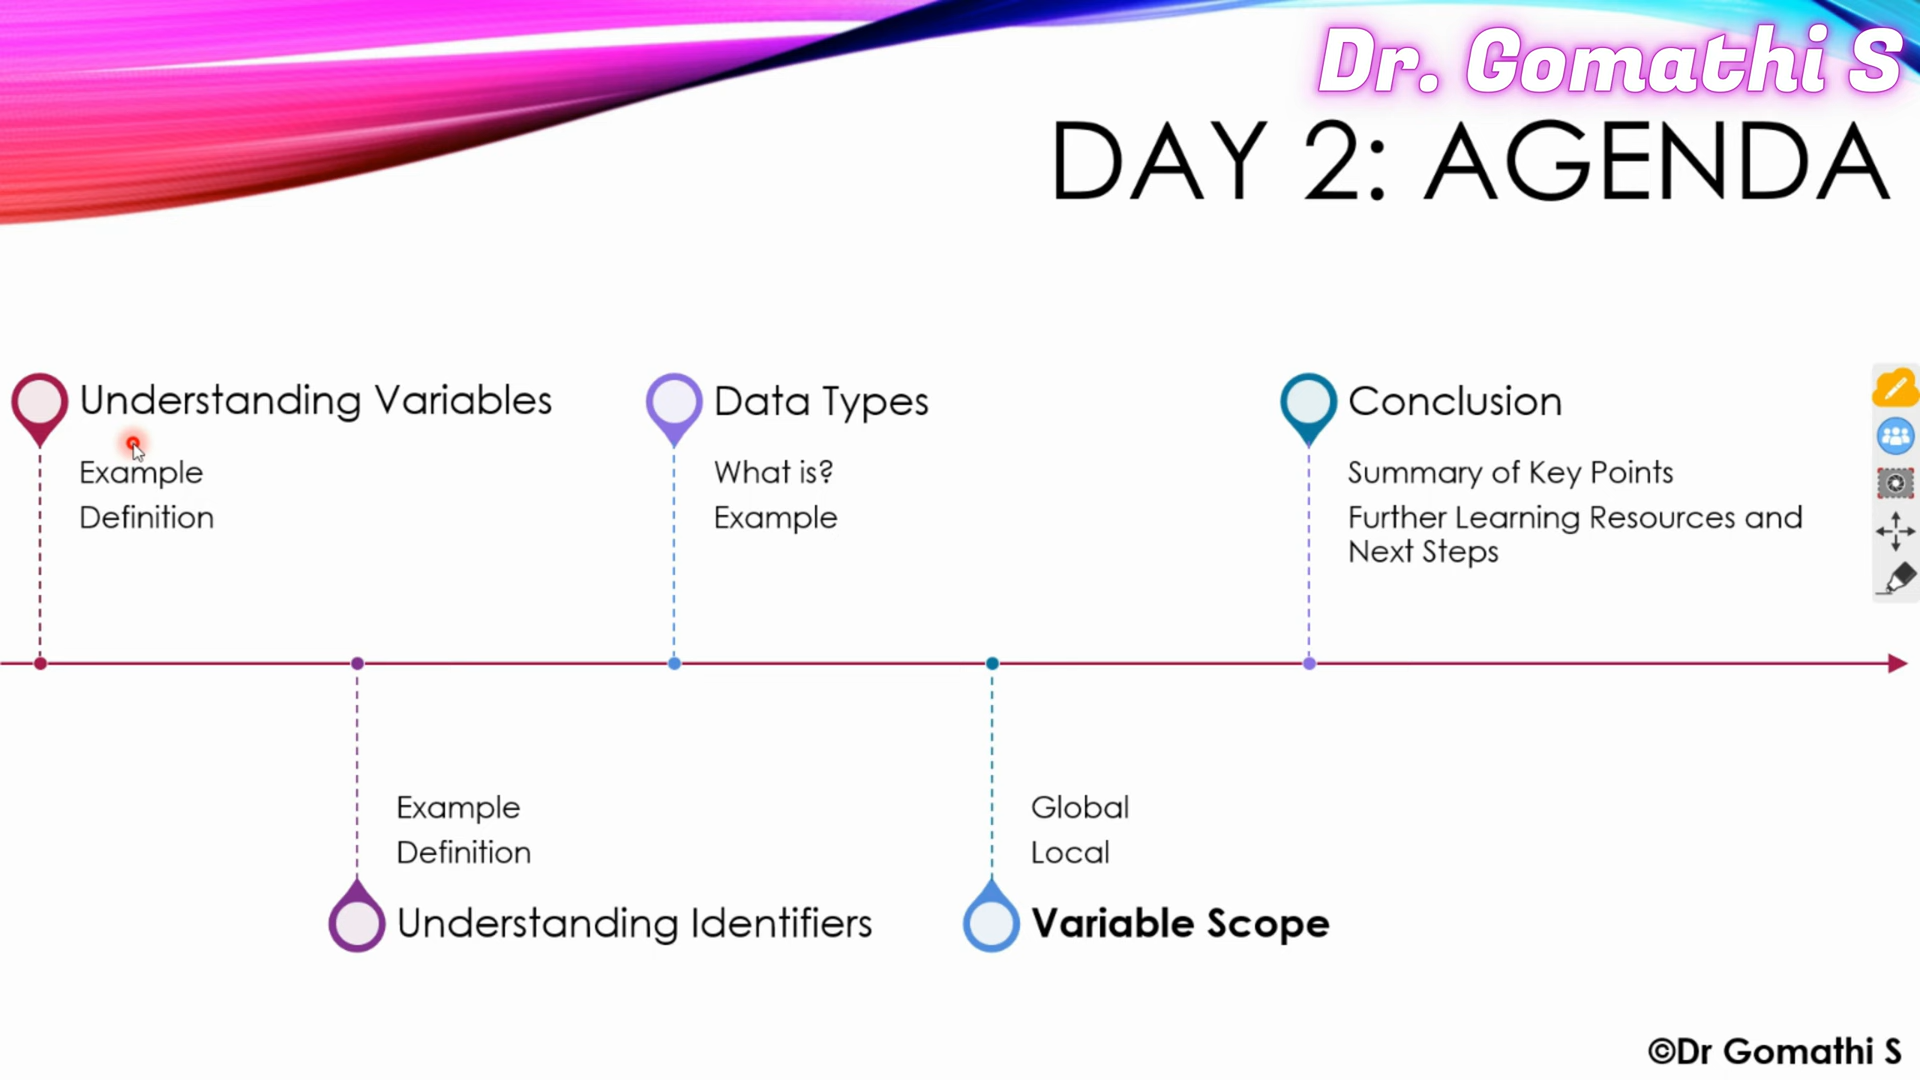 Dr. Gomathi S
DAY 2: AGENDA
Understanding Variables
Example
Definition
Data Types
What is?
Example
Conclusion
Summary of Key Points
Further Learning Resources and
Next Steps
Example
Definition
Understanding Identifiers
Global
Local
Variable Scope
©Dr Gomathi S